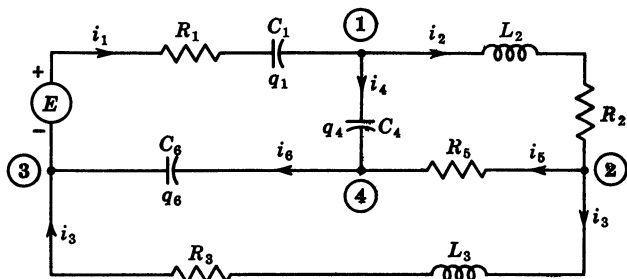 i₁ R₁ C₁ q₁ ① i₂ L₂
+ E −
i₄ q₄ C₄
R₂
③ C₆ q₆ i₆ ④ R₅ i₅ ②
i₃ R₃ L₃ i₃